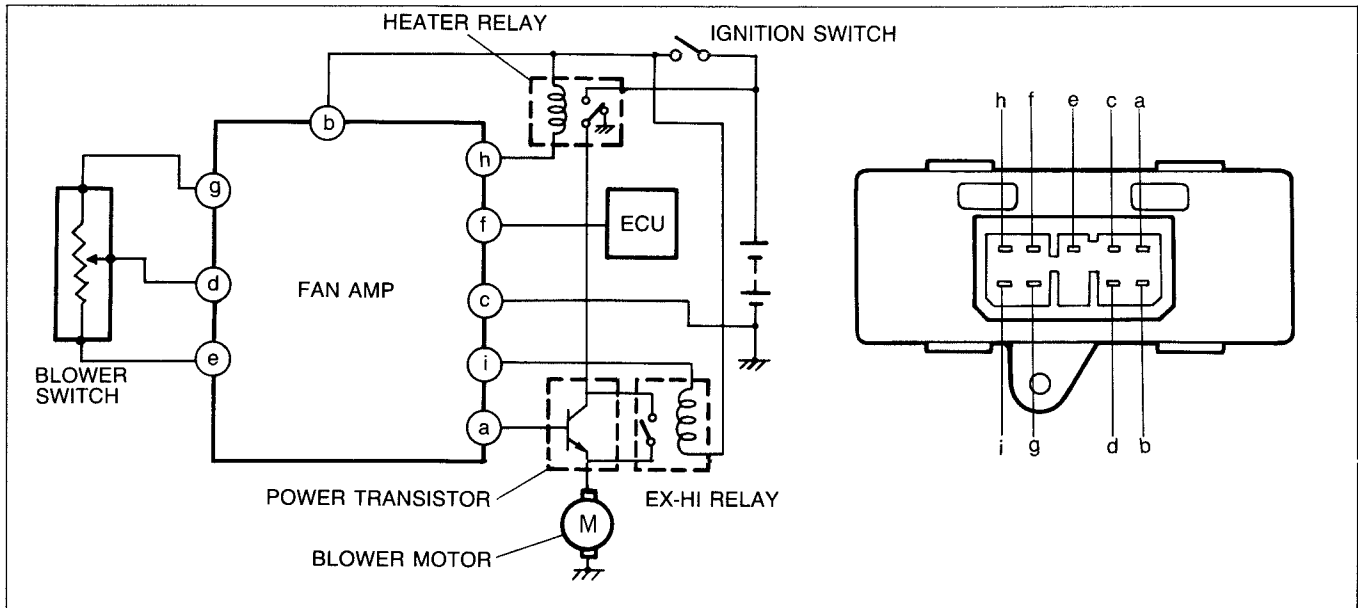 HEATER RELAY
IGNITION SWITCH
b
h
g
f
ECU
d
FAN AMP
c
e
i
BLOWER
SWITCH
a
POWER TRANSISTOR
EX-HI RELAY
M
BLOWER MOTOR
h f e c a
i g d b